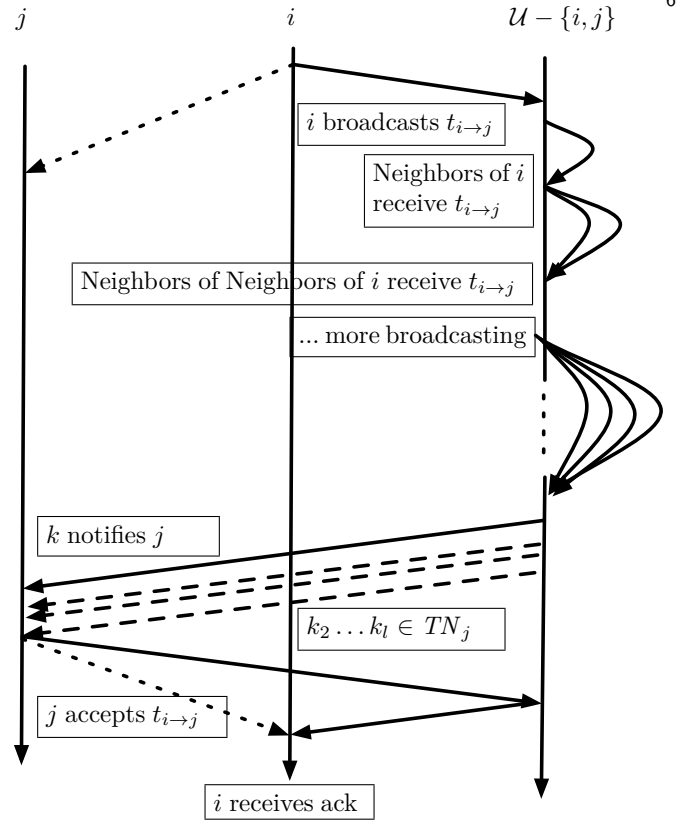 6
j i 𝒰 − {i, j}
i broadcasts t_{i→j}
Neighbors of i
receive t_{i→j}
Neighbors of Neighbors of i receive t_{i→j}
... more broadcasting
k notifies j
k₂ … k_l ∈ TN_j
j accepts t_{i→j}
i receives ack